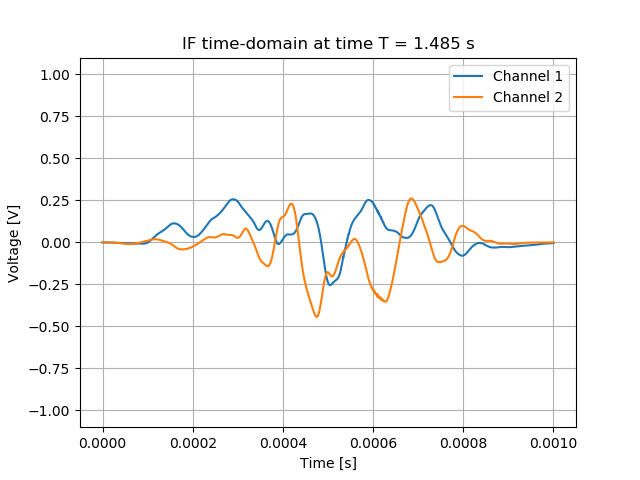 IF time-domain at time T = 1.485 s
Channel 1
Channel 2
1.00
0.75
0.50
0.25
0.00
−0.25
−0.50
−0.75
−1.00
Voltage [V]
0.0000 0.0002 0.0004 0.0006 0.0008 0.0010
Time [s]